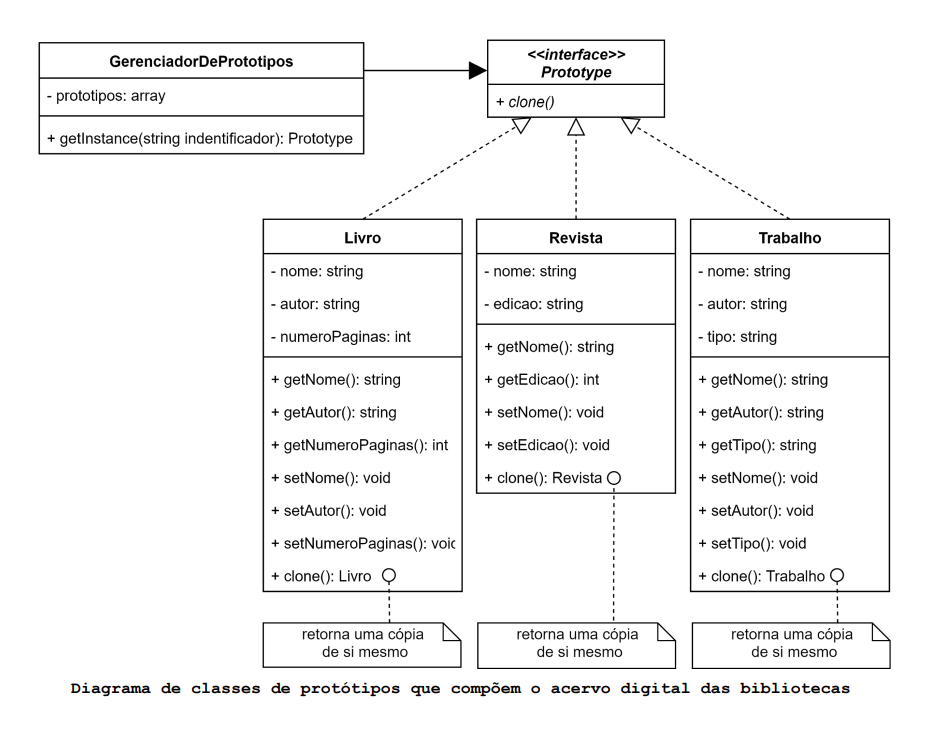 GerenciadorDePrototipos
- prototipos: array
+ getInstance(string indentificador): Prototype
<<interface>>
Prototype
+ clone()
Livro
- nome: string
- autor: string
- numeroPaginas: int
+ getNome(): string
+ getAutor(): string
+ getNumeroPaginas(): int
+ setNome(): void
+ setAutor(): void
+ setNumeroPaginas(): voic
+ clone(): Livro
retorna uma cópia
de si mesmo
Revista
- nome: string
- edicao: string
+ getNome(): string
+ getEdicao(): int
+ setNome(): void
+ setEdicao(): void
+ clone(): Revista
retorna uma cópia
de si mesmo
Trabalho
- nome: string
- autor: string
- tipo: string
+ getNome(): string
+ getAutor(): string
+ getTipo(): string
+ setNome(): void
+ setAutor(): void
+ setTipo(): void
+ clone(): Trabalho
retorna uma cópia
de si mesmo
Diagrama de classes de protótipos que compõem o acervo digital das bibliotecas